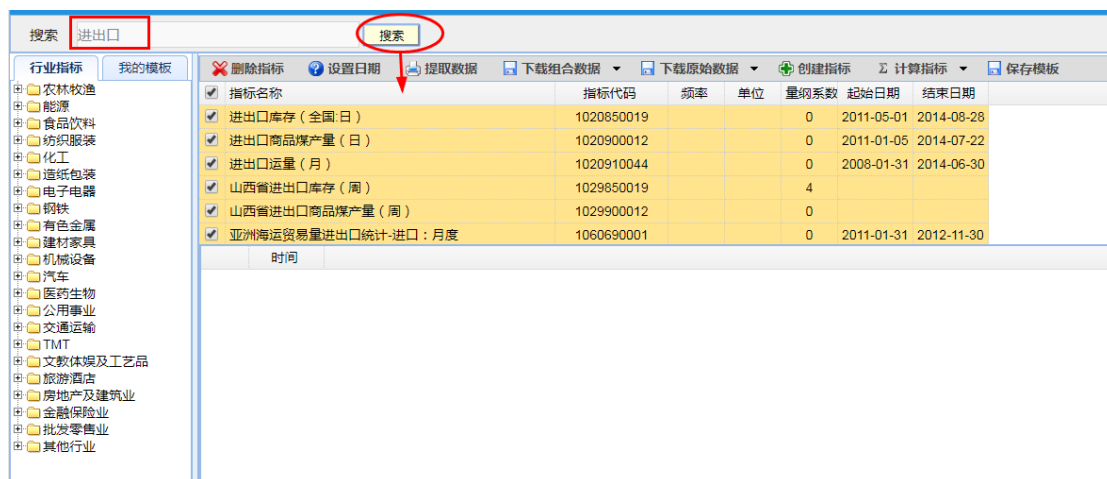 搜索 进出口 搜索
行业指标 我的模板
删除指标 设置日期 提取数据 下载组合数据 下载原始数据 创建指标 Σ 计算指标 保存模板
指标名称 指标代码 频率 单位 量纲系数 起始日期 结束日期
进出口库存（全国:日） 1020850019 0 2011-05-01 2014-08-28
进出口商品煤产量（日） 1020900012 0 2011-01-05 2014-07-22
进出口运量（月） 1020910044 0 2008-01-31 2014-06-30
山西省进出口库存（周） 1029850019 4
山西省进出口商品煤产量（周） 1029900012 0
亚洲海运贸易量进出口统计-进口：月度 1060690001 0 2011-01-31 2012-11-30
时间
农林牧渔
能源
食品饮料
纺织服装
化工
造纸包装
电子电器
钢铁
有色金属
建材家具
机械设备
汽车
医药生物
公用事业
交通运输
TMT
文教体娱及工艺品
旅游酒店
房地产及建筑业
金融保险业
批发零售业
其他行业